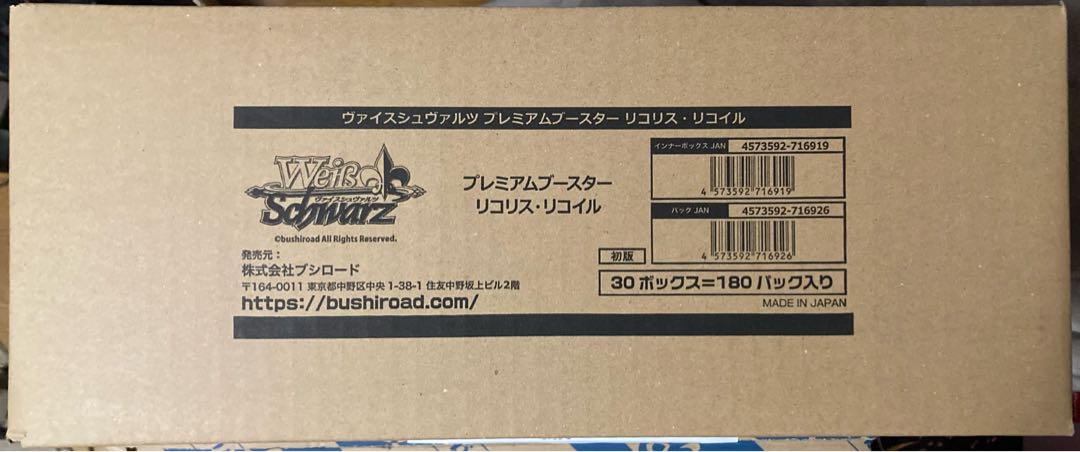 ヴァイスシュヴァルツ プレミアムブースター リコリス・リコイル
Weiß
ヴァイスシュヴァルツ
Schwarz
©bushiroad All Rights Reserved.
プレミアムブースター
リコリス・リコイル
インナーボックス JAN 4573592-716919
4 573592 716919
パック JAN 4573592-716926
4 573592 716926
発売元：
株式会社ブシロード
〒164-0011 東京都中野区中央 1-38-1 住友中野坂上ビル2階
https://bushiroad.com/
初版
30 ボックス=180 パック入り
MADE IN JAPAN